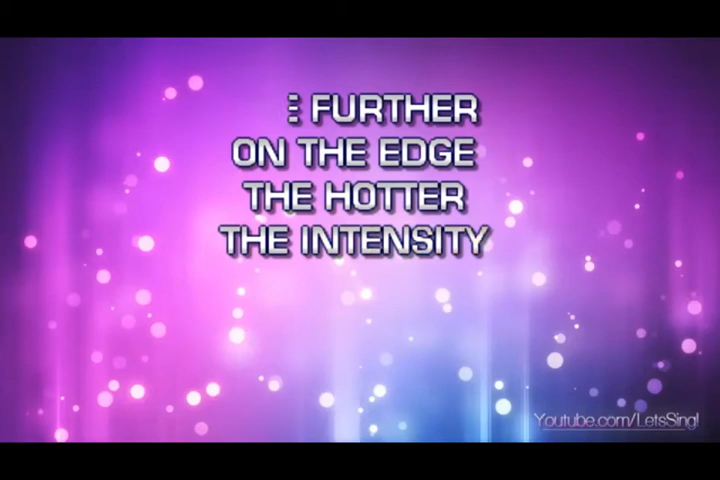 FURTHER
ON THE EDGE
THE HOTTER
THE INTENSITY
Youtube.com/LetsSing!